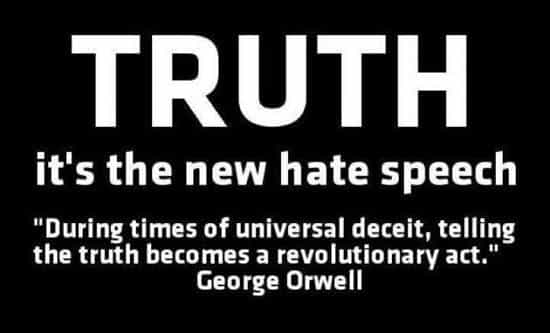 TRUTH
it's the new hate speech
"During times of universal deceit, telling
the truth becomes a revolutionary act."
George Orwell